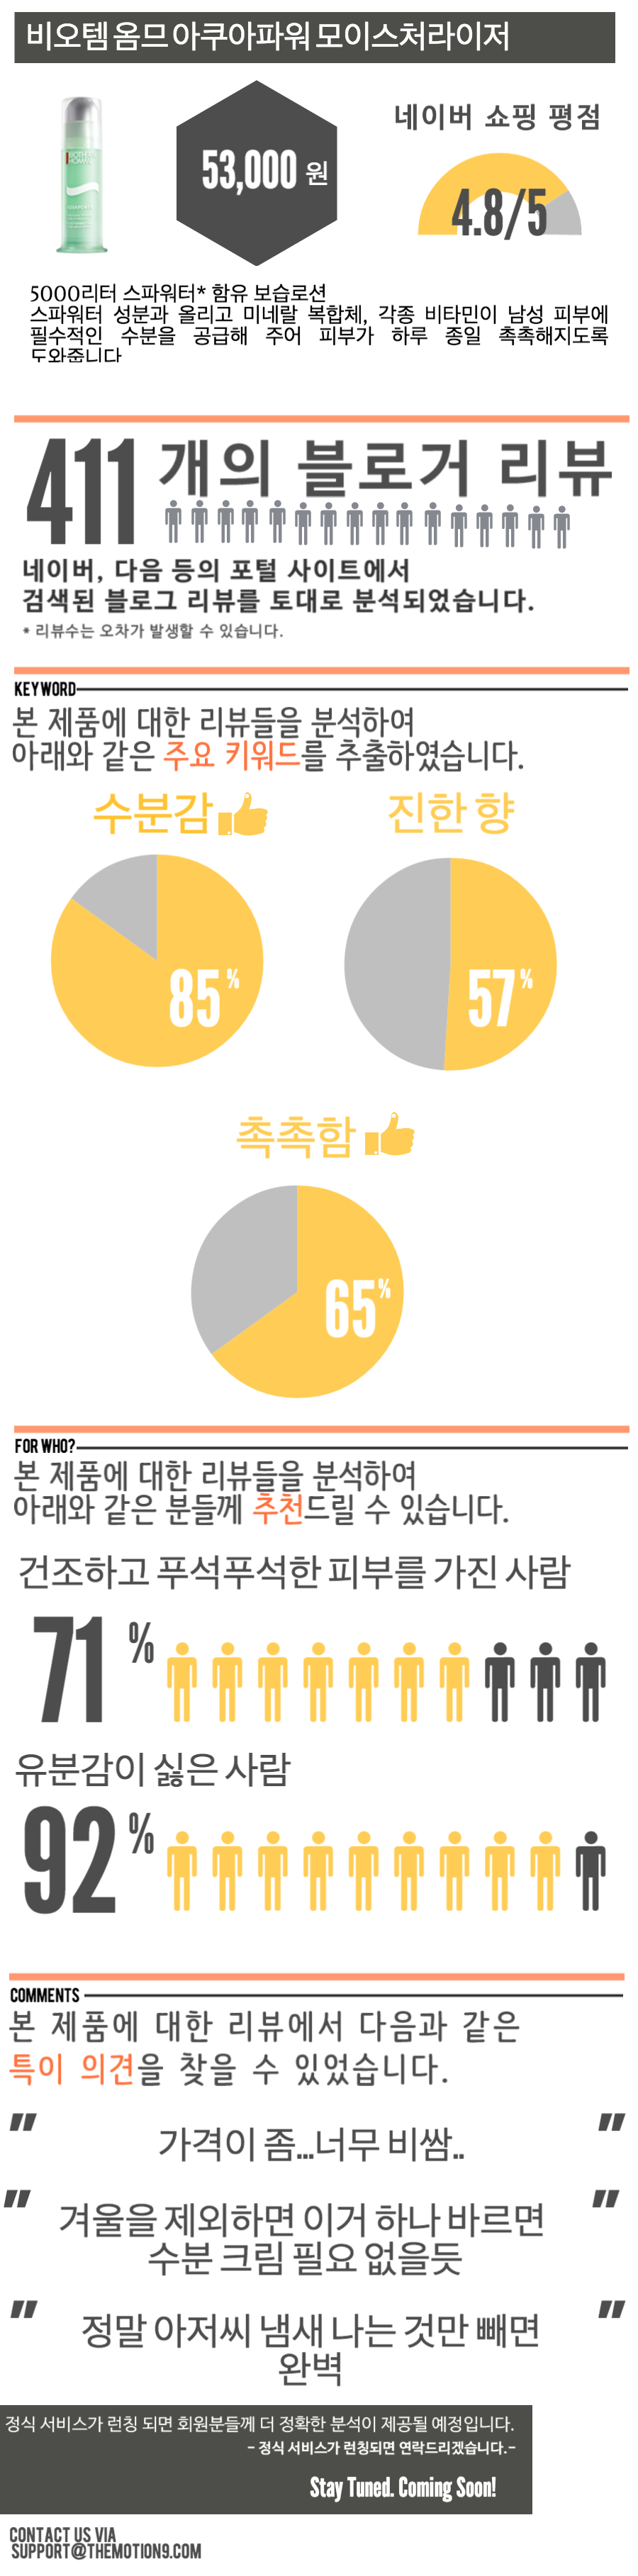 비오템 옴므 아쿠아파워 모이스처라이저
BIOTHERM
HOMME
53,000 원
네이버 쇼핑 평점
4.8/5
5000리터 스파워터* 함유 보습로션
스파워터 성분과 올리고 미네랄 복합체, 각종 비타민이 남성 피부에
필수적인 수분을 공급해 주어 피부가 하루 종일 촉촉해지도록
도와줍니다
411 개의 블로거 리뷰
네이버, 다음 등의 포털 사이트에서
검색된 블로그 리뷰를 토대로 분석되었습니다.
* 리뷰수는 오차가 발생할 수 있습니다.
KEYWORD
본 제품에 대한 리뷰들을 분석하여
아래와 같은 주요 키워드를 추출하였습니다.
수분감
진한 향
85%
57%
촉촉함
65%
FOR WHO?
본 제품에 대한 리뷰들을 분석하여
아래와 같은 분들께 추천드릴 수 있습니다.
건조하고 푸석푸석한 피부를 가진 사람
71%
유분감이 싫은 사람
92%
COMMENTS
본 제품에 대한 리뷰에서 다음과 같은
특이 의견을 찾을 수 있었습니다.
" 가격이 좀...너무 비쌈.. "
" 겨울을 제외하면 이거 하나 바르면 "
수분 크림 필요 없을듯
" 정말 아저씨 냄새 나는 것만 빼면 "
완벽
정식 서비스가 런칭 되면 회원분들께 더 정확한 분석이 제공될 예정입니다.
- 정식 서비스가 런칭되면 연락드리겠습니다.-
Stay Tuned. Coming Soon!
CONTACT US VIA
SUPPORT@THEMOTION9.COM